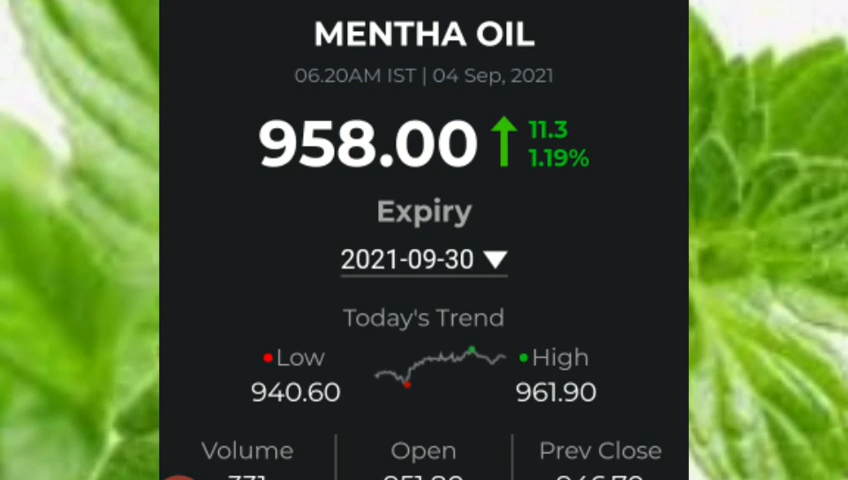 MENTHA OIL
06.20AM IST | 04 Sep, 2021
958.00 11.3
1.19%
Expiry
2021-09-30
Today's Trend
Low High
940.60 961.90
Volume Open Prev Close